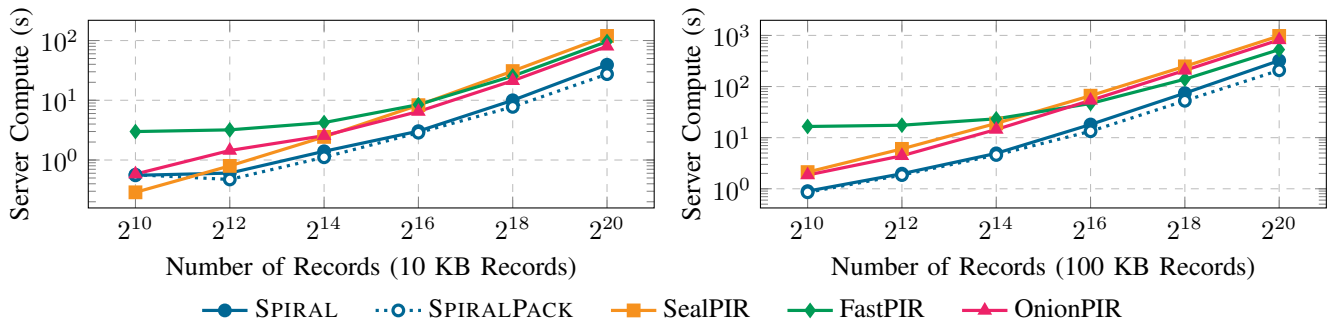 Server Compute (s)
10^2
10^1
10^0
2^10 2^12 2^14 2^16 2^18 2^20
Number of Records (10 KB Records)
Server Compute (s)
10^3
10^2
10^1
10^0
2^10 2^12 2^14 2^16 2^18 2^20
Number of Records (100 KB Records)
SPIRAL SPIRALPACK SealPIR FastPIR OnionPIR